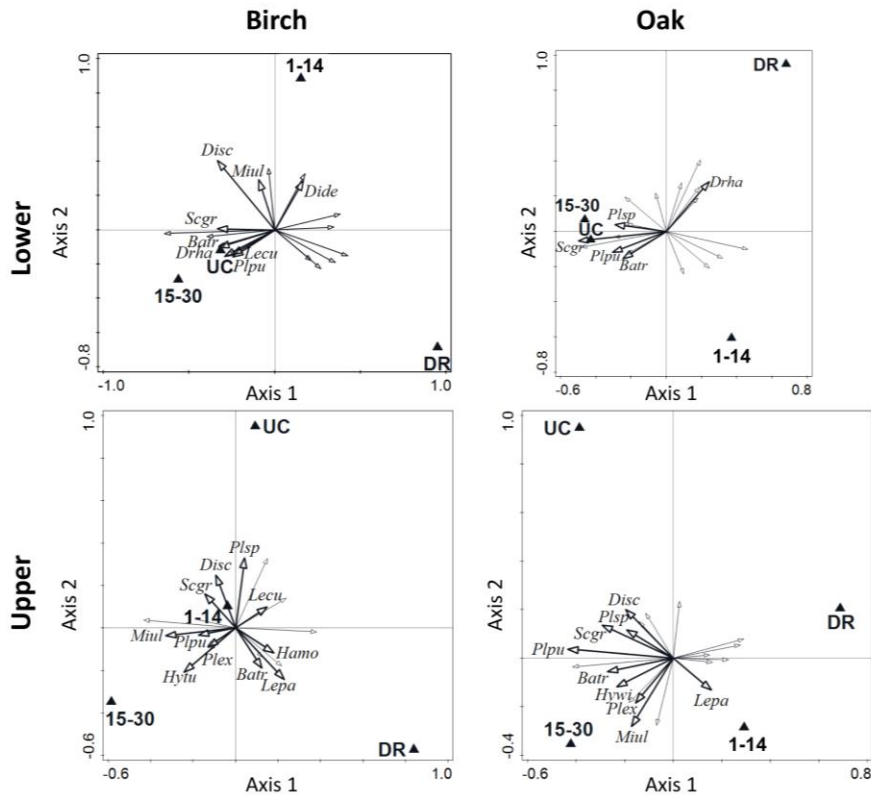 Birch
Oak
Lower
Upper
1.0
Axis 2
-0.8
1-14
Disc
Miul
Dide
Scgr
Batr
Drha
Lecu
UC
Plpu
15-30
DR
-1.0
Axis 1
1.0
1.0
Axis 2
-0.8
DR
Drha
15-30
Plsp
UC
Scgr
Plpu
Batr
1-14
-0.6
Axis 1
0.8
1.0
Axis 2
-0.6
UC
Plsp
Disc
Scgr
Lecu
1-14
Miul
Plpu
Plex
Hamo
Hytu
Batr
Lepa
15-30
DR
-0.6
Axis 1
1.0
1.0
Axis 2
-0.4
UC
Disc
Plsp
Scgr
DR
Plpu
Batr
Hywi
Plex
Lepa
Miul
15-30
1-14
-0.6
Axis 1
0.8